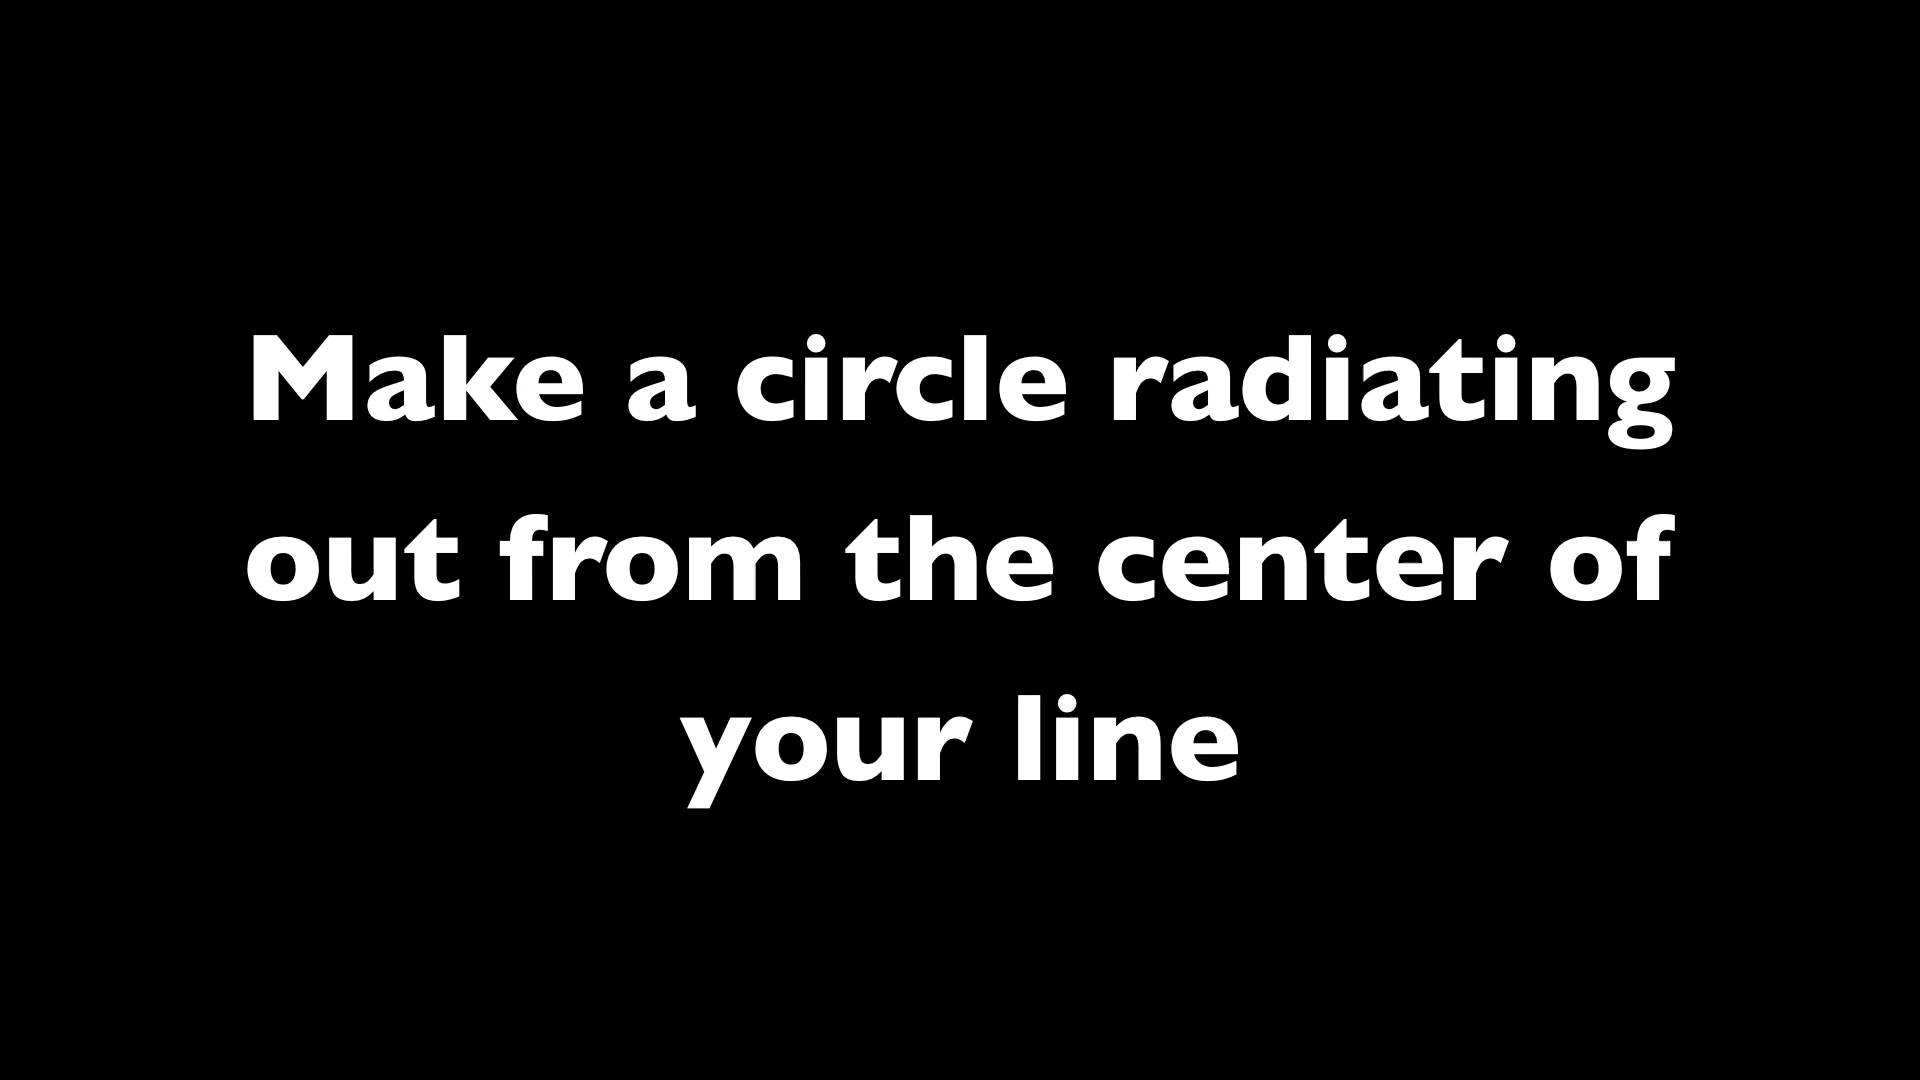 Make a circle radiating
out from the center of
your line